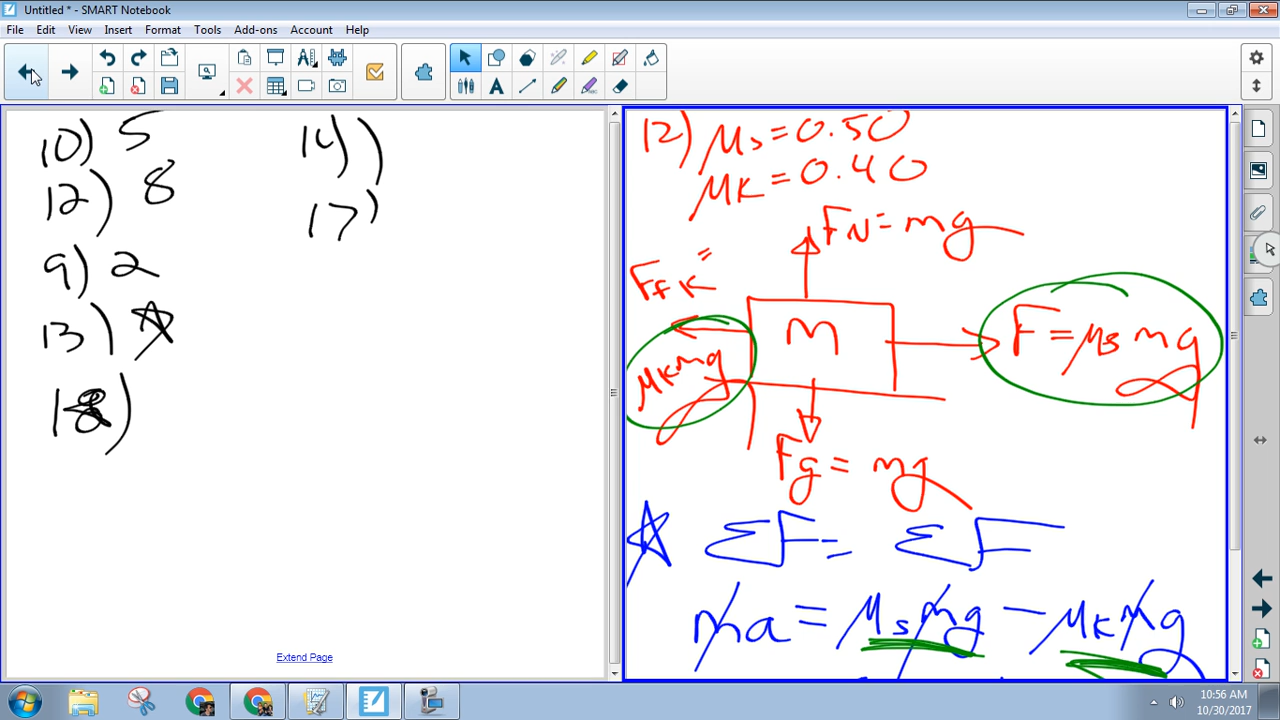 Untitled * - SMART Notebook
File Edit View Insert Format Tools Add-ons Account Help
10) 5
12) 8
9) 2
13) ☆
18)
14))
17)
Extend Page
12) μs = 0.50
μK = 0.40
FN = mg
FfK =
μKmg
m
F = μs mg
Fg = mg
☆ ΣF = ΣF
ma = μsmg - μKmg
10:56 AM
10/30/2017